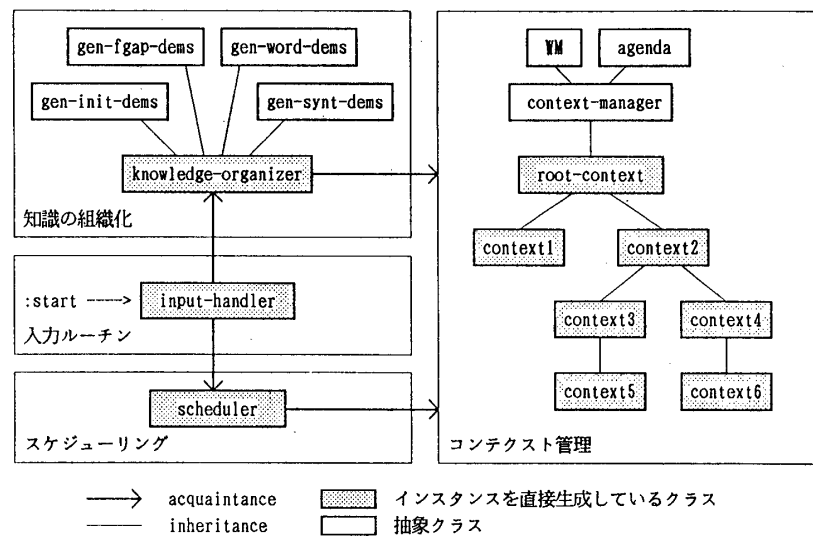 gen-fgap-dems
gen-word-dems
gen-init-dems
gen-synt-dems
knowledge-organizer
知識の組織化
:start
input-handler
入力ルーチン
scheduler
スケジューリング
WM
agenda
context-manager
root-context
context1
context2
context3
context4
context5
context6
コンテクスト管理
acquaintance
インスタンスを直接生成しているクラス
inheritance
抽象クラス